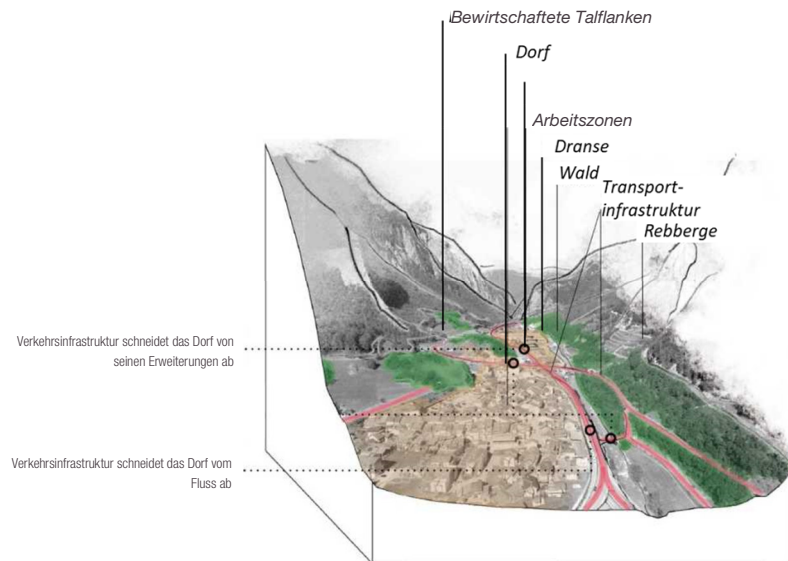 Bewirtschaftete Talflanken
Dorf
Arbeitszonen
Dranse
Wald
Transport-
infrastruktur
Rebberge
Verkehrsinfrastruktur schneidet das Dorf von
seinen Erweiterungen ab
Verkehrsinfrastruktur schneidet das Dorf vom
Fluss ab